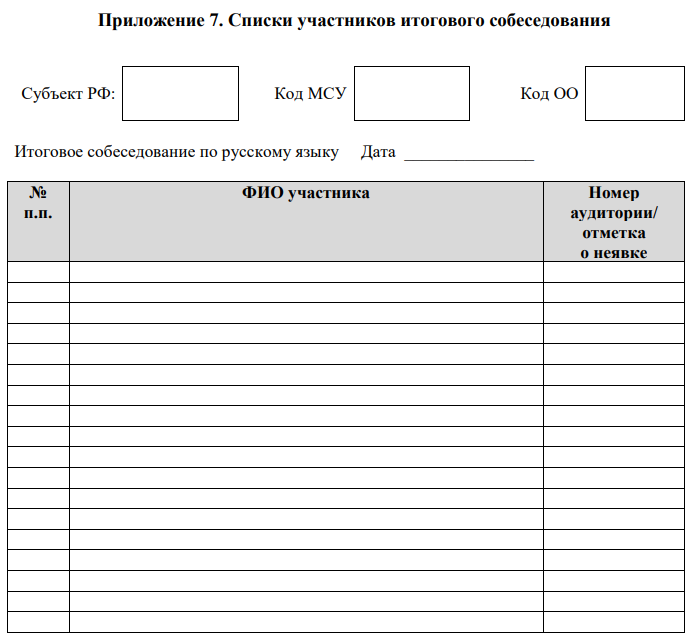 Приложение 7. Списки участников итогового собеседования
Субъект РФ: Код МСУ Код ОО
Итоговое собеседование по русскому языку Дата _______________
№ п.п. ФИО участника Номер аудитории/ отметка о неявке